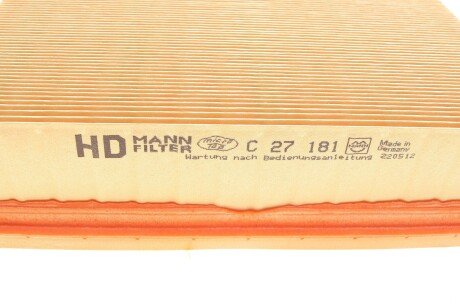 HD MANN FILTER C 27 181 Made in Germany
Wartung nach Bedienungsanleitung 220512